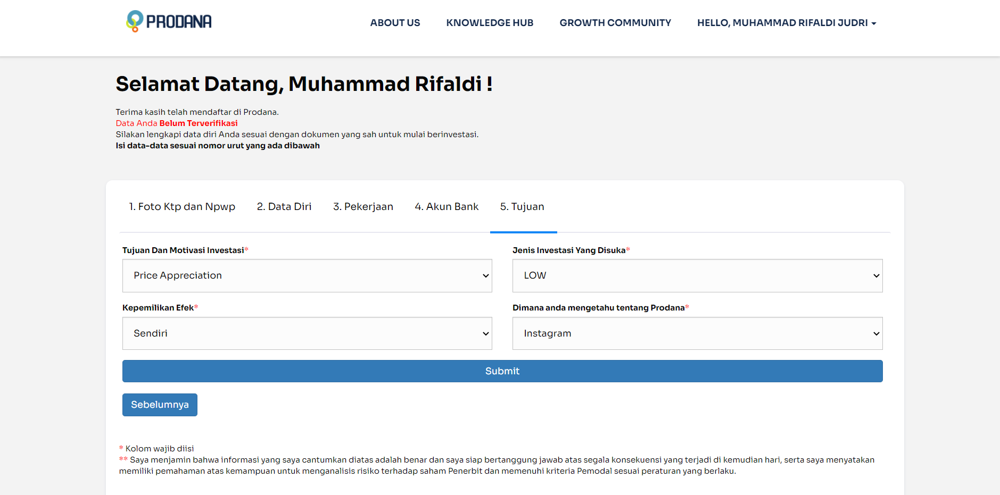 PRODANA
ABOUT US
KNOWLEDGE HUB
GROWTH COMMUNITY
HELLO, MUHAMMAD RIFALDI JUDRI
Selamat Datang, Muhammad Rifaldi !
Terima kasih telah mendaftar di Prodana.
Data Anda Belum Terverifikasi
Silakan lengkapi data diri Anda sesuai dengan dokumen yang sah untuk mulai berinvestasi.
Isi data-data sesuai nomor urut yang ada dibawah
1. Foto Ktp dan Npwp
2. Data Diri
3. Pekerjaan
4. Akun Bank
5. Tujuan
Tujuan Dan Motivasi Investasi*
Price Appreciation
Jenis Investasi Yang Disuka*
LOW
Kepemilikan Efek*
Sendiri
Dimana anda mengetahu tentang Prodana*
Instagram
Submit
Sebelumnya
* Kolom wajib diisi
** Saya menjamin bahwa informasi yang saya cantumkan diatas adalah benar dan saya siap bertanggung jawab atas segala konsekuensi yang terjadi di kemudian hari, serta saya menyatakan
memiliki pemahaman atas kemampuan untuk menganalisis risiko terhadap saham Penerbit dan memenuhi kriteria Pemodal sesuai peraturan yang berlaku.